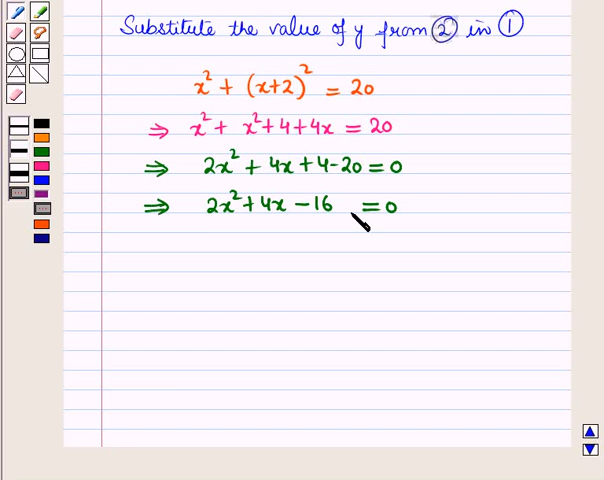 Substitute the value of y from ② in ①
x² + (x+2)² = 20
⇒ x² + x² + 4 + 4x = 20
⇒ 2x² + 4x + 4 - 20 = 0
⇒ 2x² + 4x - 16 = 0